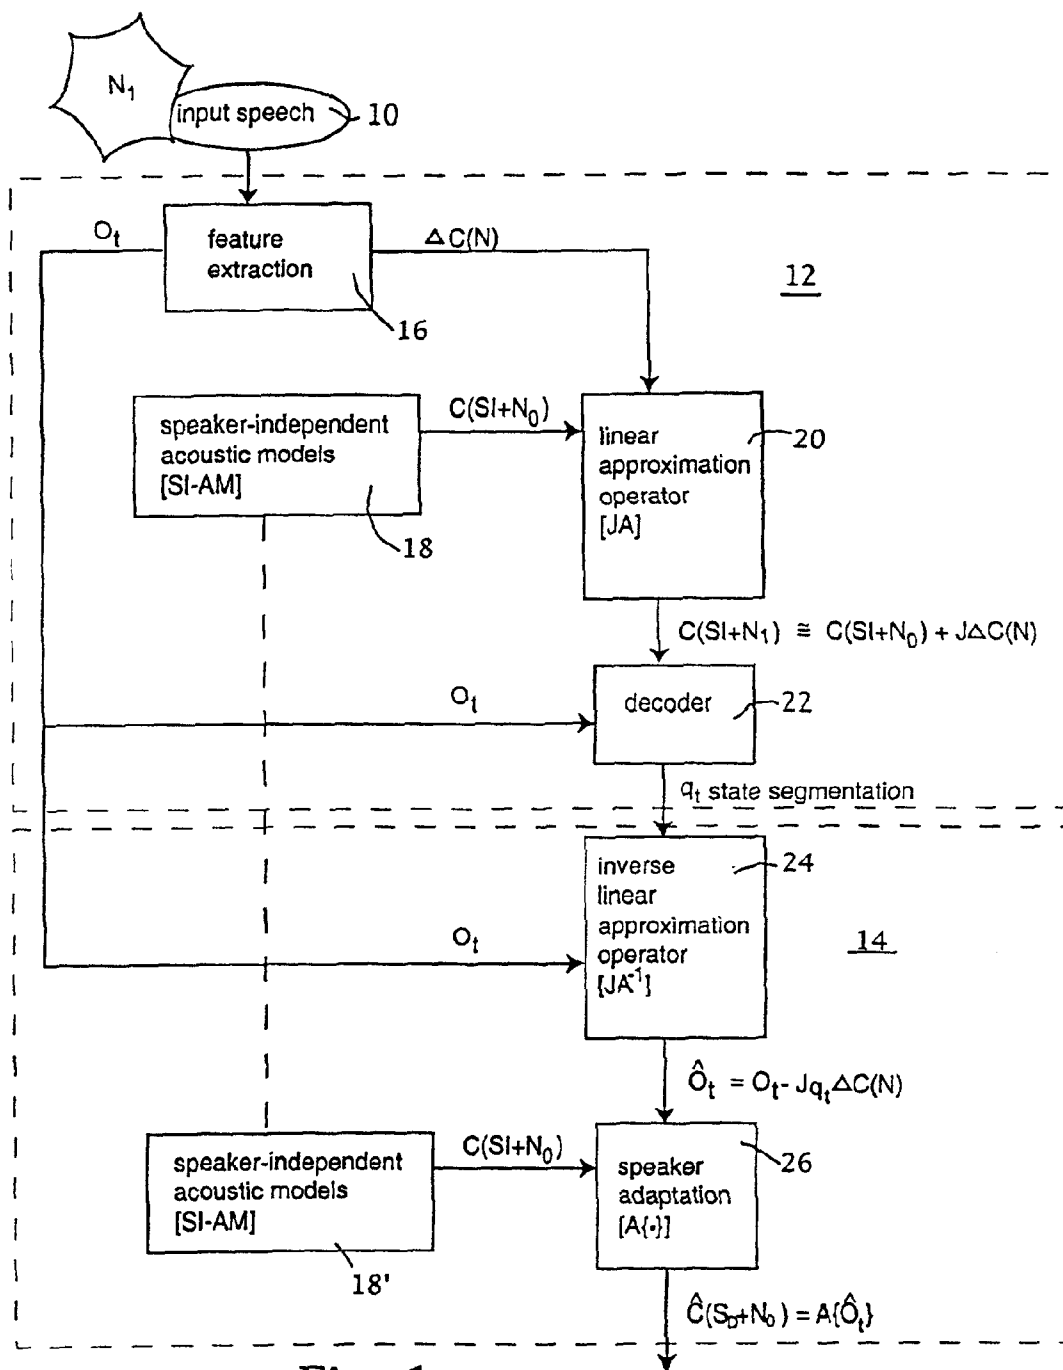 N₁
input speech
10
Oₜ
feature
extraction
ΔC(N)
12
16
speaker-independent
acoustic models
[SI-AM]
C(SI+N₀)
linear
approximation
operator
[JA]
20
18
C(SI+N₁) ≅ C(SI+N₀) + JΔC(N)
Oₜ
decoder
22
qₜ state segmentation
inverse
linear
approximation
operator
[JA⁻¹]
24
14
Oₜ
Ôₜ = Oₜ- Jqₜ ΔC(N)
speaker-independent
acoustic models
[SI-AM]
C(SI+N₀)
speaker
adaptation
[A{•}]
26
18'
Ĉ(S_D+N₀) = A{Ôₜ}